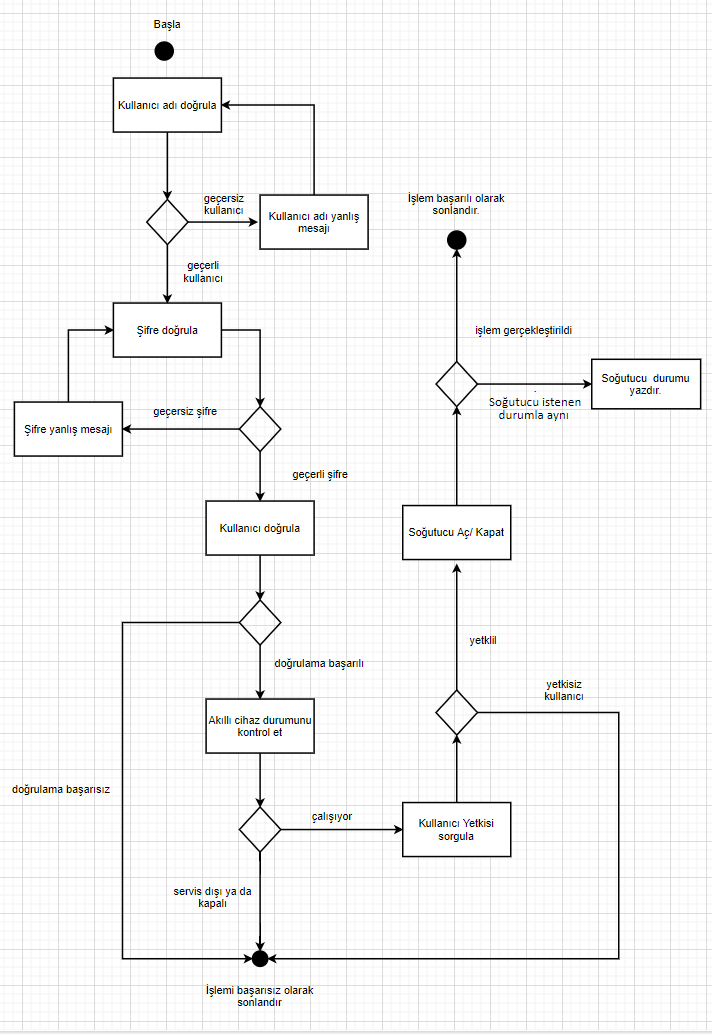 Başla
Kullanıcı adı doğrula
geçersiz
kullanıcı
Kullanıcı adı yanlış
mesajı
geçerli
kullanıcı
Şifre doğrula
geçersiz şifre
Şifre yanlış mesajı
geçerli şifre
Kullanıcı doğrula
doğrulama başarılı
Akıllı cihaz durumunu
kontrol et
doğrulama başarısız
çalışıyor
servis dışı ya da
kapalı
İşlemi başarısız olarak
sonlandır
Kullanıcı Yetkisi
sorgula
yetkisiz
kullanıcı
yetklil
Soğutucu Aç/ Kapat
.
Soğutucu istenen
durumla aynı
Soğutucu durumu
yazdır.
işlem gerçekleştirildi
İşlem başarılı olarak
sonlandır.